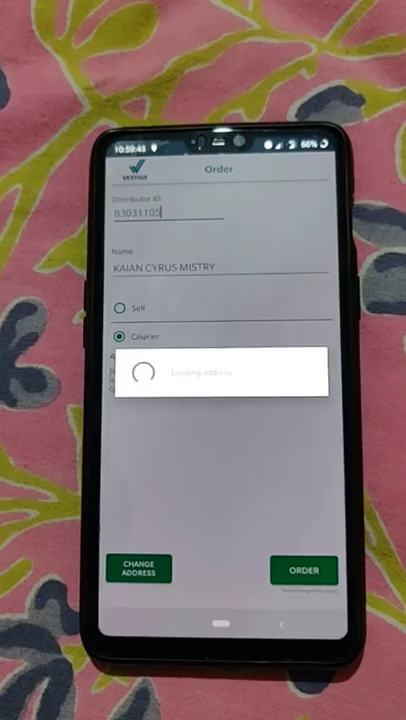 10:59:43 66%
VESTIGE
Order
Distributor ID
83031105
Name
KAIAN CYRUS MISTRY
Self
Courier
Loading address...
CHANGE
ADDRESS
ORDER